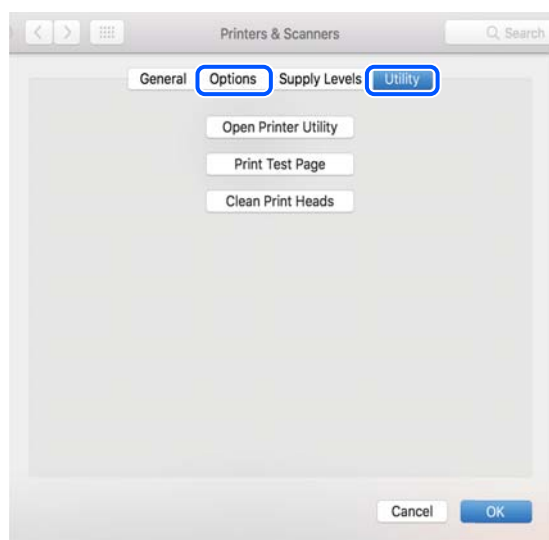 Printers & Scanners Search
General Options Supply Levels Utility
Open Printer Utility
Print Test Page
Clean Print Heads
Cancel OK